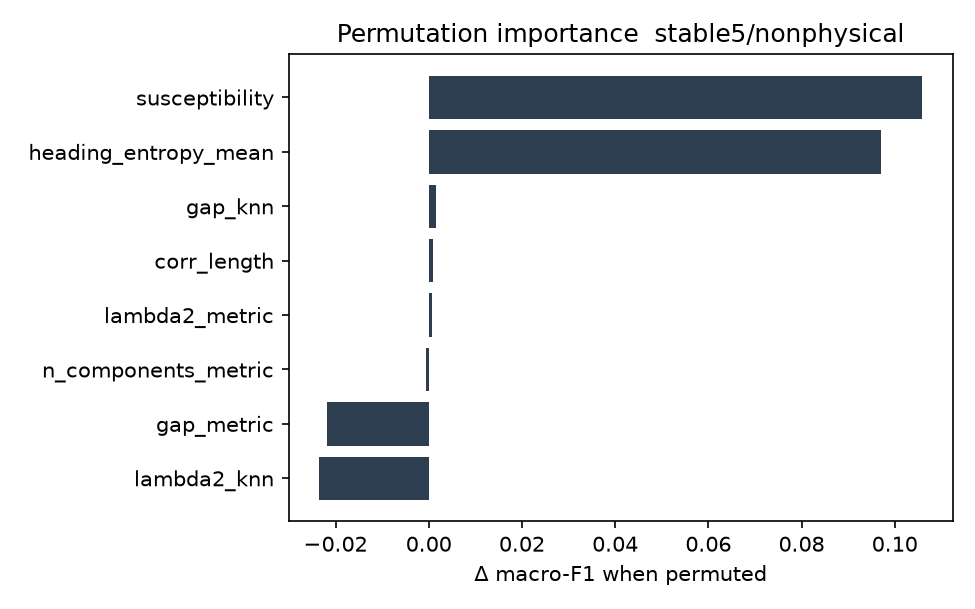 Permutation importance  stable5/nonphysical
susceptibility
heading_entropy_mean
gap_knn
corr_length
lambda2_metric
n_components_metric
gap_metric
lambda2_knn
−0.02 0.00 0.02 0.04 0.06 0.08 0.10
Δ macro-F1 when permuted